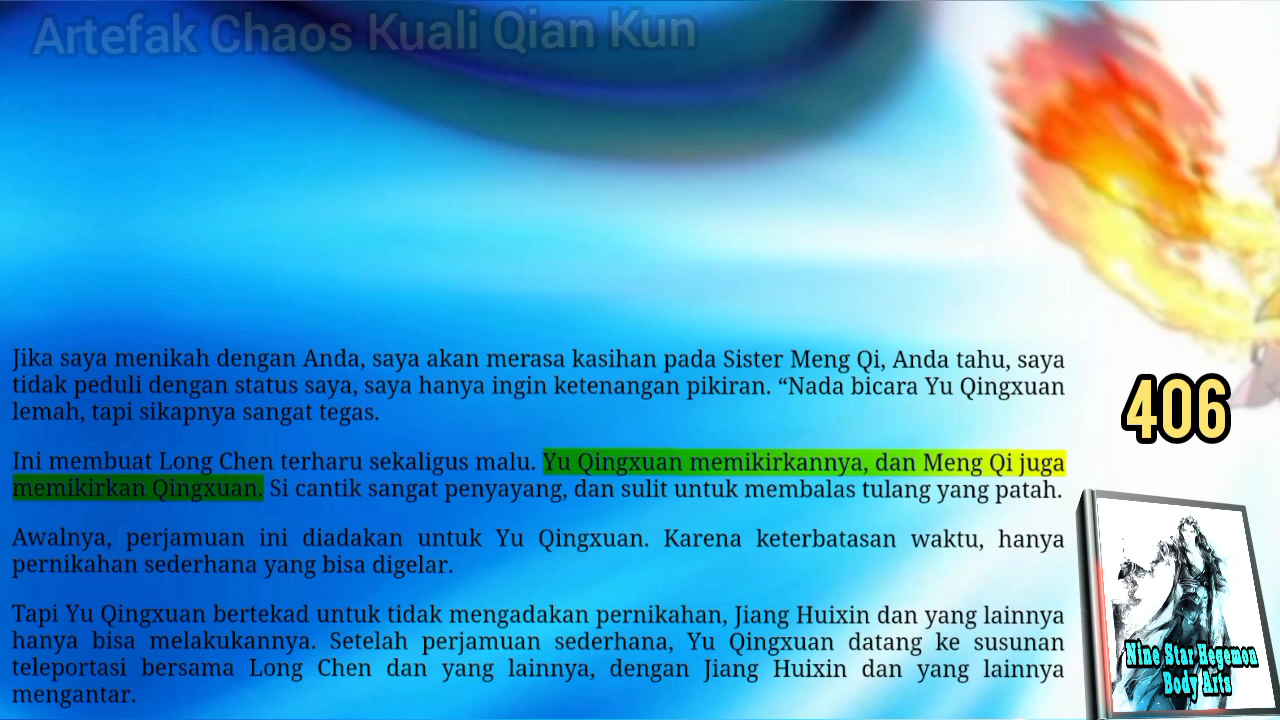 Artefak Chaos Kuali Qian Kun
Jika saya menikah dengan Anda, saya akan merasa kasihan pada Sister Meng Qi, Anda tahu, saya
tidak peduli dengan status saya, saya hanya ingin ketenangan pikiran. “Nada bicara Yu Qingxuan
lemah, tapi sikapnya sangat tegas.
Ini membuat Long Chen terharu sekaligus malu. Yu Qingxuan memikirkannya, dan Meng Qi juga
memikirkan Qingxuan. Si cantik sangat penyayang, dan sulit untuk membalas tulang yang patah.
Awalnya, perjamuan ini diadakan untuk Yu Qingxuan. Karena keterbatasan waktu, hanya
pernikahan sederhana yang bisa digelar.
Tapi Yu Qingxuan bertekad untuk tidak mengadakan pernikahan, Jiang Huixin dan yang lainnya
hanya bisa melakukannya. Setelah perjamuan sederhana, Yu Qingxuan datang ke susunan
teleportasi bersama Long Chen dan yang lainnya, dengan Jiang Huixin dan yang lainnya
mengantar.
406
Nine Star Hegemon
Body Arts